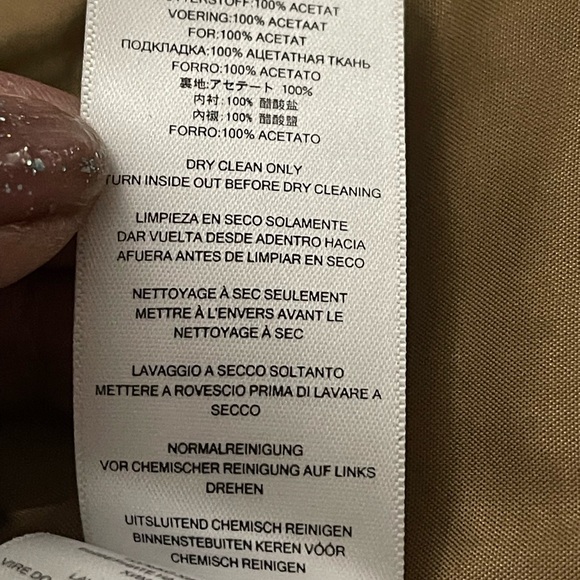 100% ACETAT
VOERING:100% ACETAAT
FOR:100% ACETAT
ПОДКЛАДКА:100% АЦЕТАТНАЯ ТКАНЬ
FORRO:100% ACETATO
裏地:アセテート 100%
内衬: 100% 醋酸盐
內襯: 100% 醋酸鹽
FORRO:100% ACETATO
DRY CLEAN ONLY
TURN INSIDE OUT BEFORE DRY CLEANING
LIMPIEZA EN SECO SOLAMENTE
DAR VUELTA DESDE ADENTRO HACIA
AFUERA ANTES DE LIMPIAR EN SECO
NETTOYAGE À SEC SEULEMENT
METTRE À L'ENVERS AVANT LE
NETTOYAGE À SEC
LAVAGGIO A SECCO SOLTANTO
METTERE A ROVESCIO PRIMA DI LAVARE A
SECCO
NORMALREINIGUNG
VOR CHEMISCHER REINIGUNG AUF LINKS
DREHEN
UITSLUITEND CHEMISCH REINIGEN
BINNENSTEBUITEN KEREN VÓÓR
CHEMISCH REINIGEN
VIRE DO